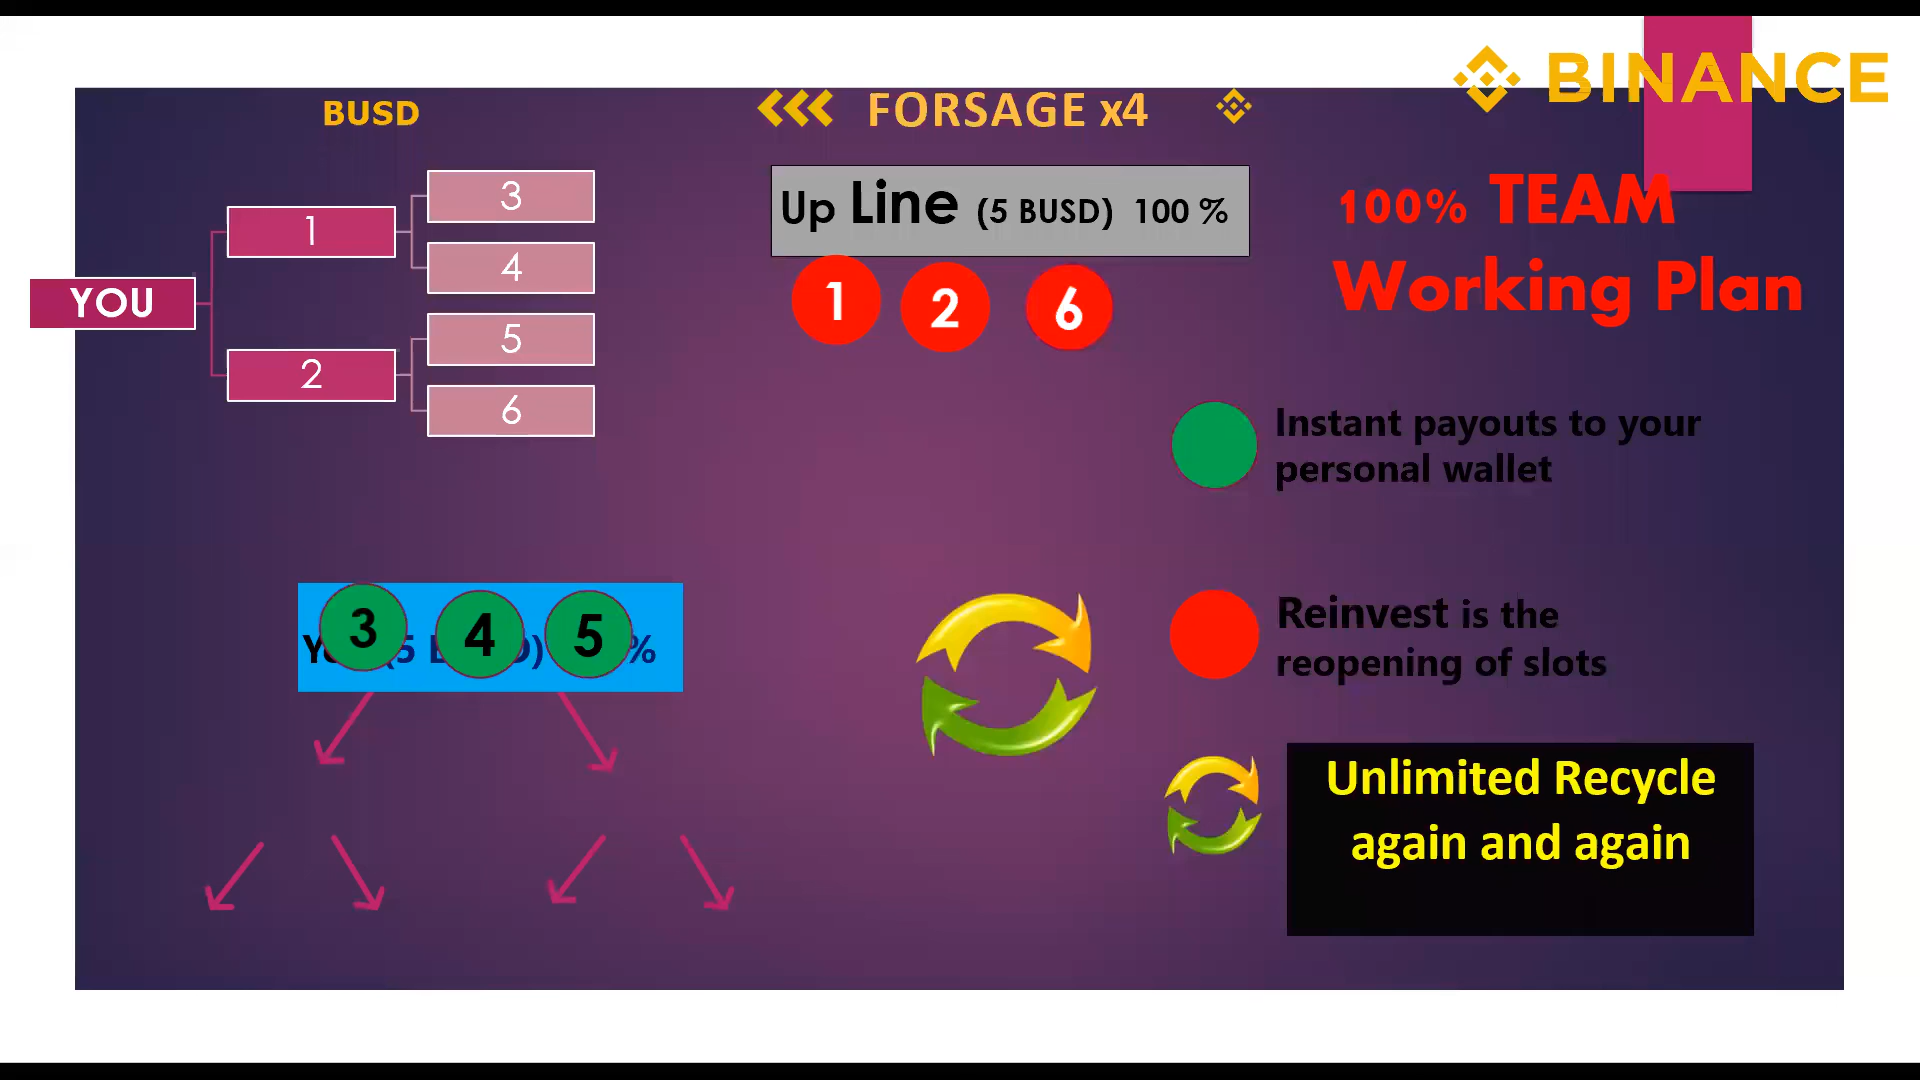 BINANCE
BUSD
FORSAGE x4
YOU
1
2
3
4
5
6
Up Line (5 BUSD) 100 %
1 2 6
100% TEAM
Working Plan
Instant payouts to your
personal wallet
3 4 5
%
Reinvest is the
reopening of slots
Unlimited Recycle
again and again